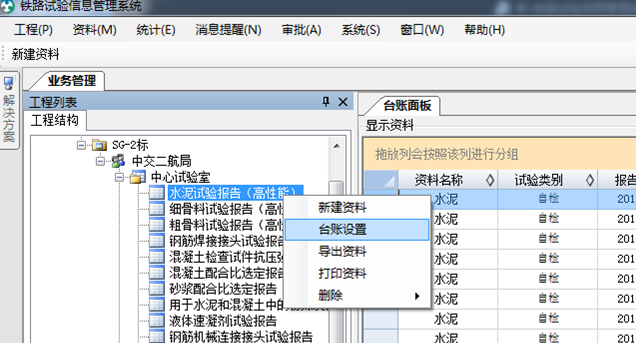 铁路试验信息管理系统
工程(P) 资料(M) 统计(E) 消息提醒(N) 审批(A) 系统(S) 窗口(W) 帮助(H)
新建资料
解决方案
业务管理
工程列表
工程结构
SG-2标
中交二航局
中心试验室
水泥试验报告（高性能）
细骨料试验报告（高性
粗骨料试验报告（高性
钢筋焊接接头试验报告
混凝土检查试件抗压强
混凝土配合比选定报告
砂浆配合比选定报告
用于水泥和混凝土中的
液体速凝剂试验报告
钢筋机械连接接头试验报告
新建资料
台账设置
导出资料
打印资料
删除
台账面板
显示资料
拖放列会按照该列进行分组
资料名称 试验类别 报告
水泥 自检 201
水泥 自检 201
水泥 自检 201
水泥 自检 201
水泥 自检 201
水泥 自检 201
水泥 自检 201